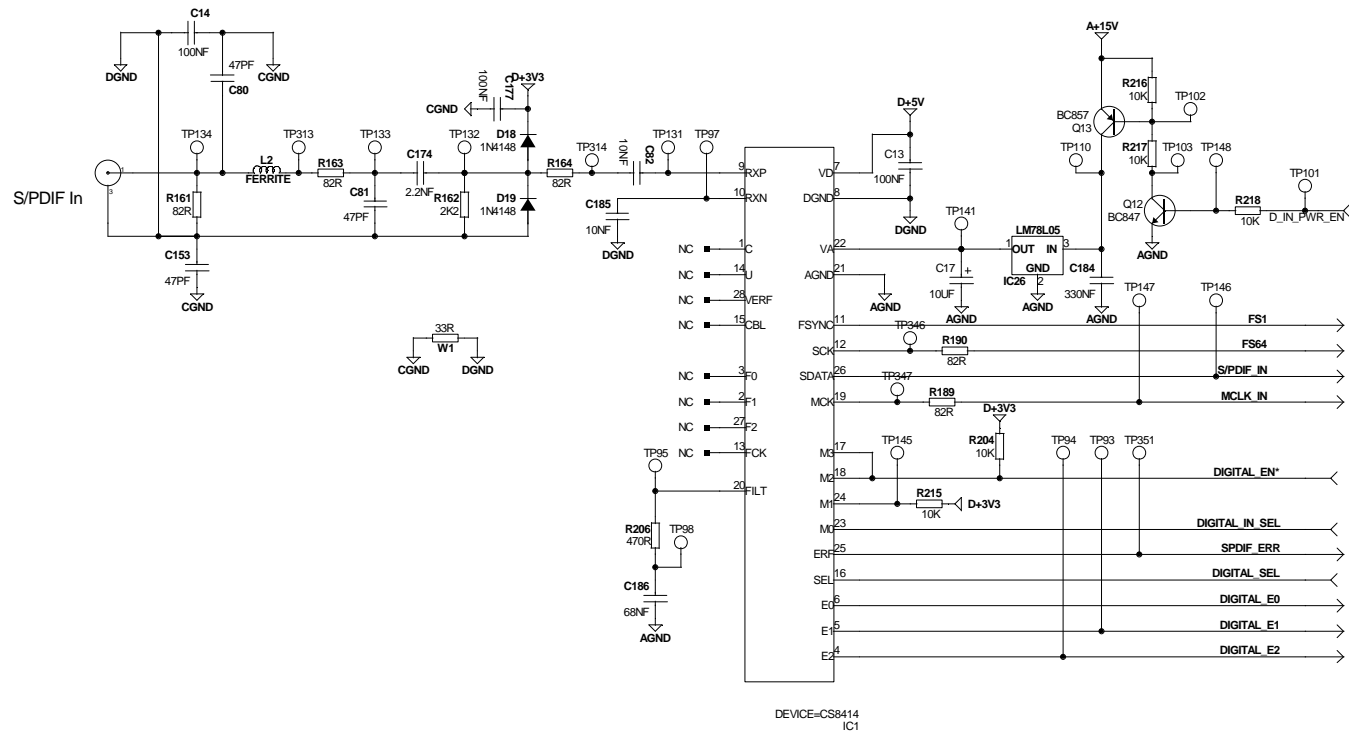 A+15V
C14
100NF
DGND
CGND
47PF
C80
CGND
100NF
C177
D+3V3
D+5V
R216
10K
TP102
BC857
Q13
R217
10K
TP110
TP103
TP148
TP101
Q12
BC847
R218
10K
D_IN_PWR_EN
AGND
S/PDIF In
1
3
TP134
TP313
TP133
TP132
TP314
TP131
TP97
L2
FERRITE
R163
82R
C174
2.2NF
D18
1N4148
R164
82R
10NF
C82
R161
82R
C81
47PF
R162
2K2
D19
1N4148
C185
10NF
DGND
C153
47PF
CGND
33R
W1
CGND
DGND
9 RXP
10 RXN
NC 1 C
NC 14 U
NC 28 VERF
NC 15 CBL
NC 3 F0
NC 2 F1
NC 27 F2
NC 13 FCK
20 FILT
TP95
R206
470R
TP98
C186
68NF
AGND
VD 7
DGND 8
C13
100NF
DGND
VA 22
AGND 21
AGND
TP141
C17
+
10UF
AGND
LM78L05
1 OUT IN 3
GND
IC26 2
AGND
C184
330NF
AGND
TP147
TP146
FSYNC 11
FS1
SCK 12
TP346
R190
82R
FS64
SDATA 26
S/PDIF_IN
MCK 19
TP347
R189
82R
MCLK_IN
D+3V3
R204
10K
TP145
TP94
TP93
TP351
M3 17
M2 18
DIGITAL_EN*
M1 24
R215
10K
D+3V3
M0 23
DIGITAL_IN_SEL
ERF 25
SPDIF_ERR
SEL 16
DIGITAL_SEL
E0 6
DIGITAL_E0
E1 5
DIGITAL_E1
E2 4
DIGITAL_E2
DEVICE=CS8414
IC1